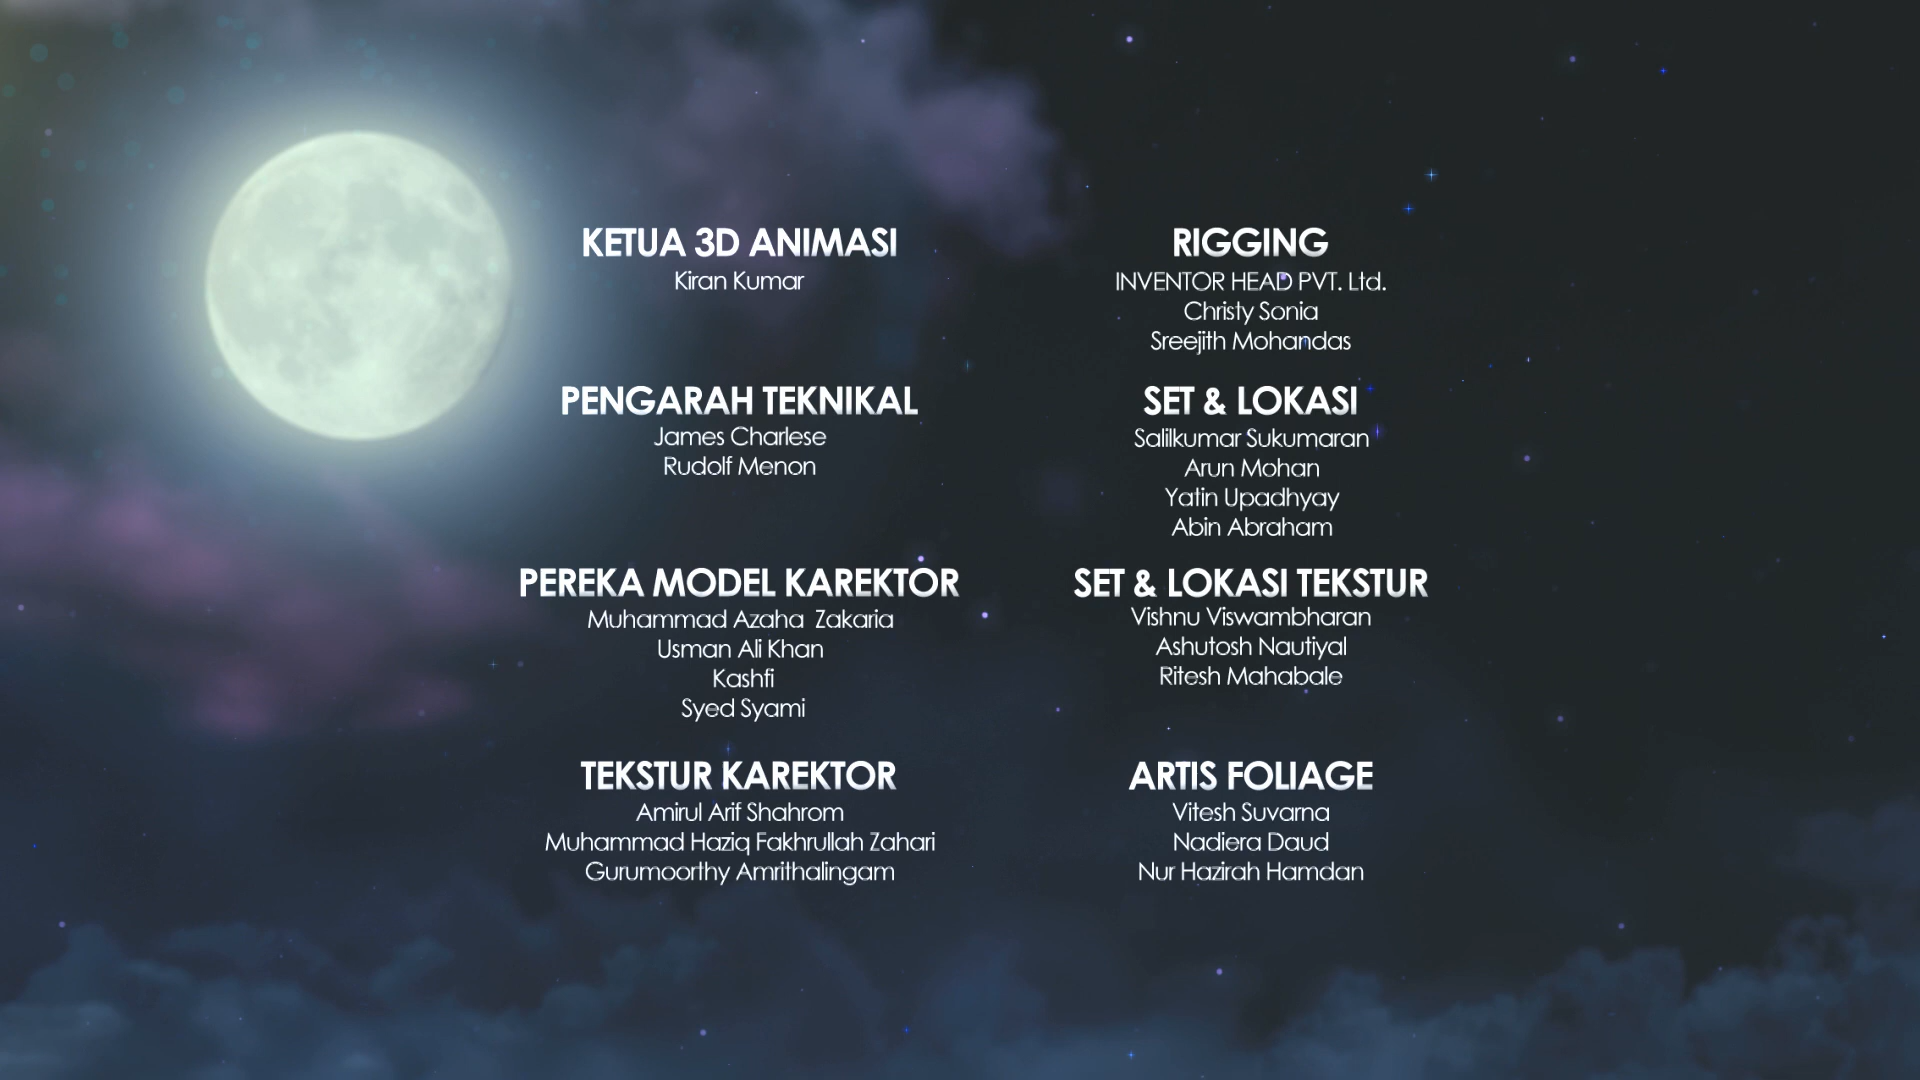 KETUA 3D ANIMASI
Kiran Kumar
PENGARAH TEKNIKAL
James Charlese
Rudolf Menon
PEREKA MODEL KAREKTOR
Muhammad Azaha Zakaria
Usman Ali Khan
Kashfi
Syed Syami
TEKSTUR KAREKTOR
Amirul Arif Shahrom
Muhammad Haziq Fakhrullah Zahari
Gurumoorthy Amrithalingam
RIGGING
INVENTOR HEAD PVT. Ltd.
Christy Sonia
Sreejith Mohandas
SET & LOKASI
Salilkumar Sukumaran
Arun Mohan
Yatin Upadhyay
Abin Abraham
SET & LOKASI TEKSTUR
Vishnu Viswambharan
Ashutosh Nautiyal
Ritesh Mahabale
ARTIS FOLIAGE
Vitesh Suvarna
Nadiera Daud
Nur Hazirah Hamdan